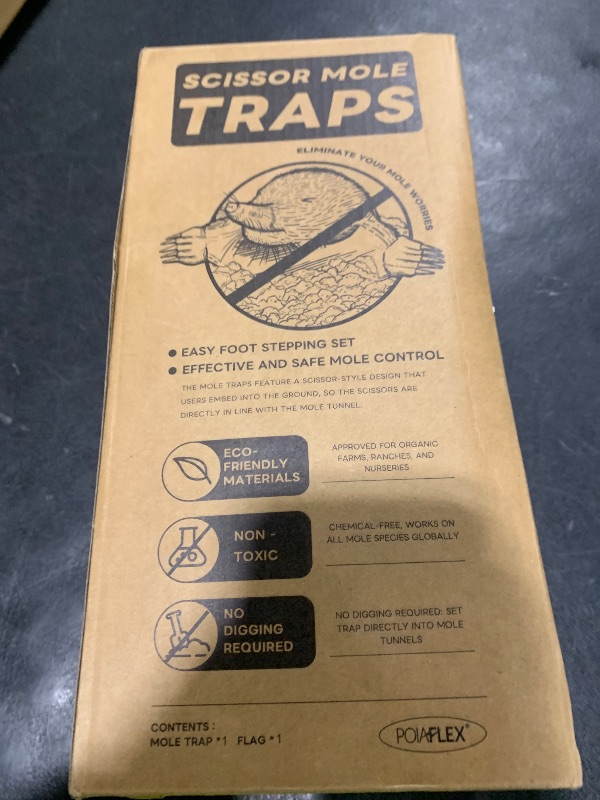 SCISSOR MOLE
TRAPS
ELIMINATE YOUR MOLE WORRIES
● EASY FOOT STEPPING SET
● EFFECTIVE AND SAFE MOLE CONTROL
THE MOLE TRAPS FEATURE A SCISSOR-STYLE DESIGN THAT
USERS EMBED INTO THE GROUND, SO THE SCISSORS ARE
DIRECTLY IN LINE WITH THE MOLE TUNNEL.
ECO-
FRIENDLY
MATERIALS
APPROVED FOR ORGANIC
FARMS, RANCHES, AND
NURSERIES
NON -
TOXIC
CHEMICAL-FREE, WORKS ON
ALL MOLE SPECIES GLOBALLY
NO
DIGGING
REQUIRED
NO DIGGING REQUIRED: SET
TRAP DIRECTLY INTO MOLE
TUNNELS
CONTENTS :
MOLE TRAP *1 FLAG *1
POIAFLEX®